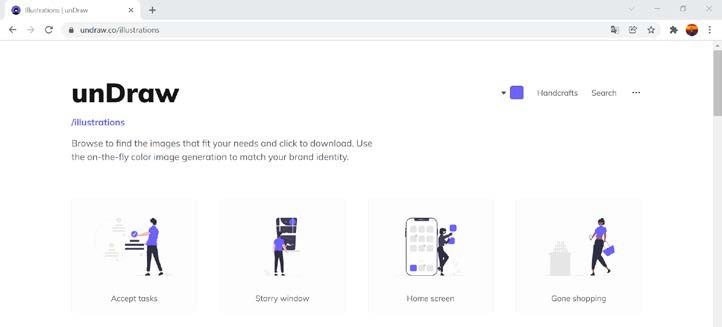 Illustrations | unDraw
undraw.co/illustrations
unDraw
Handcrafts
Search
/illustrations
Browse to find the images that fit your needs and click to download. Use
the on-the-fly color image generation to match your brand identity.
Accept tasks
Starry window
Home screen
Gone shopping